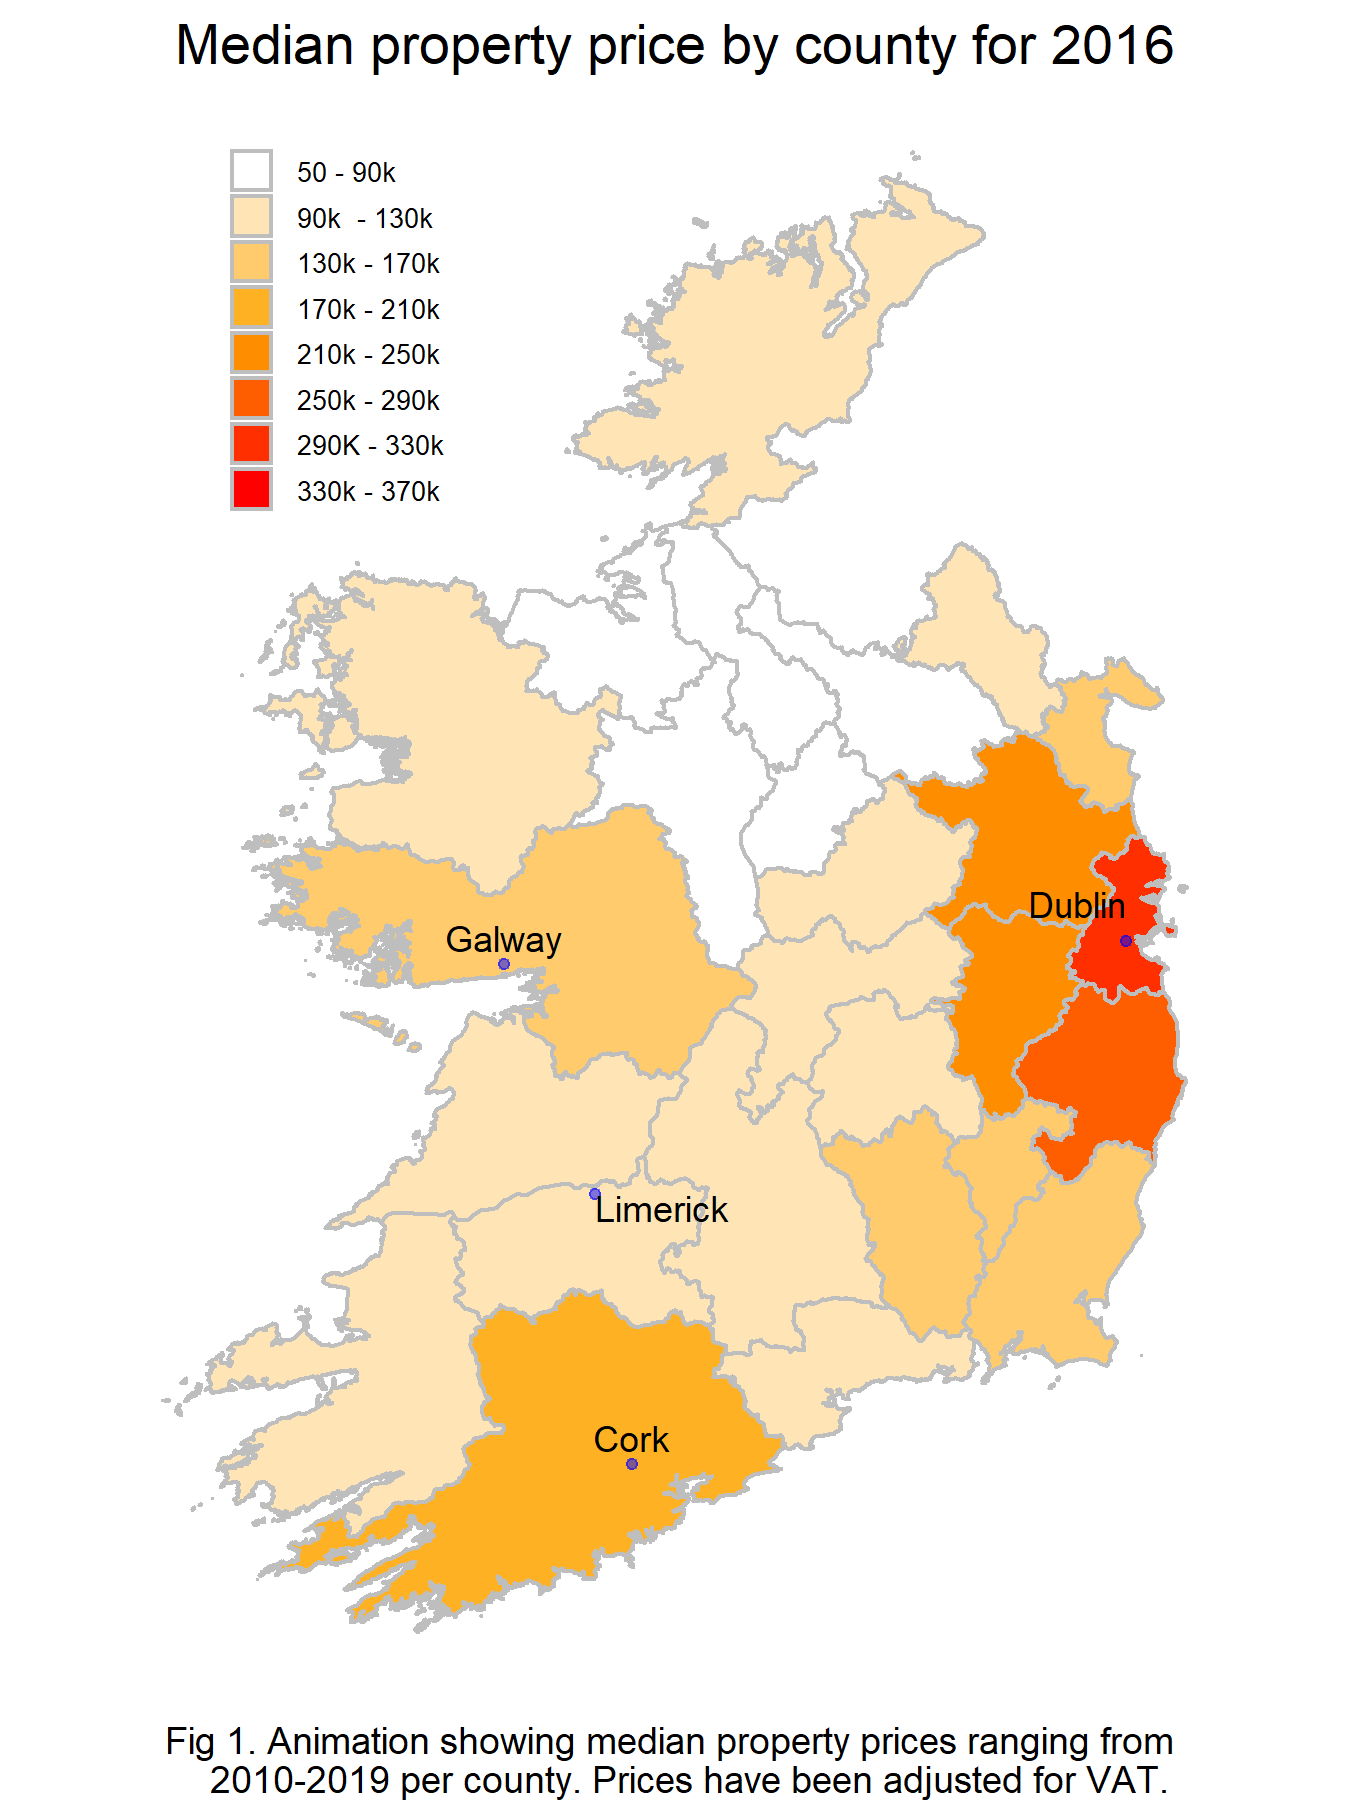 Median property price by county for 2016
50 - 90k
90k  - 130k
130k - 170k
170k - 210k
210k - 250k
250k - 290k
290K - 330k
330k - 370k
Dublin
Galway
Limerick
Cork
Fig 1. Animation showing median property prices ranging from
2010-2019 per county. Prices have been adjusted for VAT.